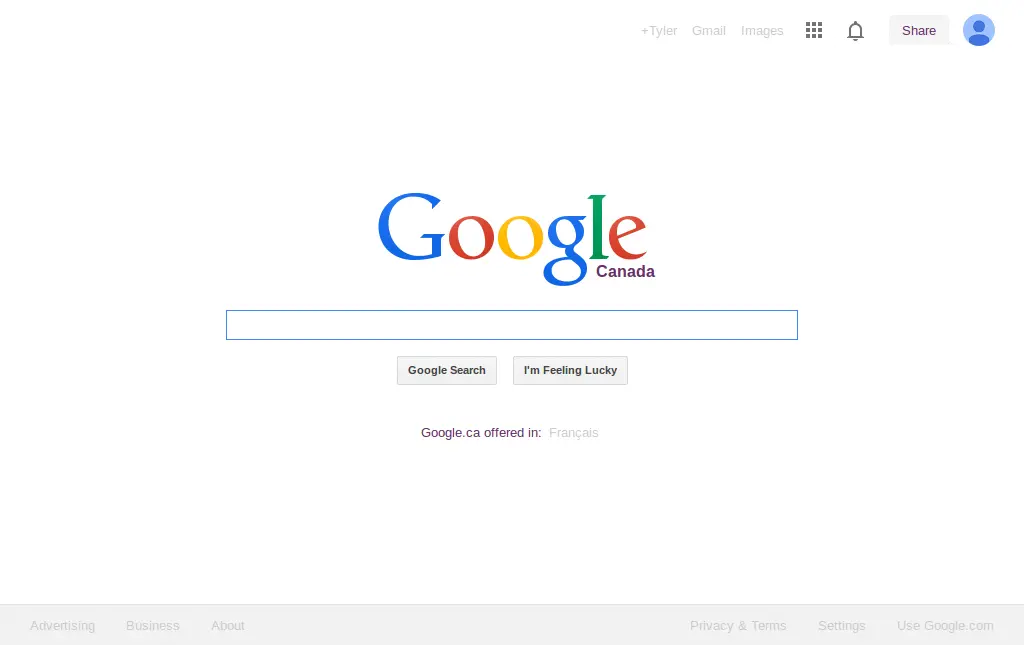 +Tyler Gmail Images Share
Google
Canada
Google Search I'm Feeling Lucky
Google.ca offered in: Français
Advertising Business About Privacy & Terms Settings Use Google.com